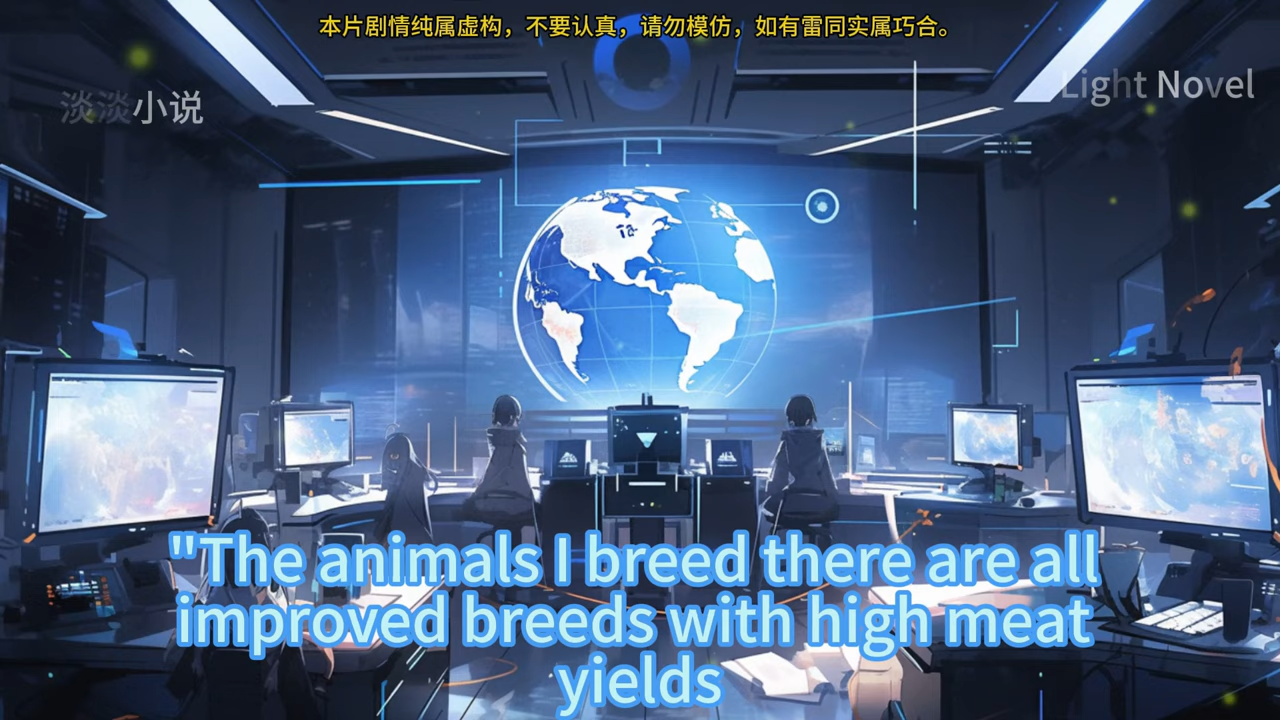 本片剧情纯属虚构，不要认真，请勿模仿，如有雷同实属巧合。
淡淡小说
Light Novel
"The animals I breed there are all
improved breeds with high meat
yields